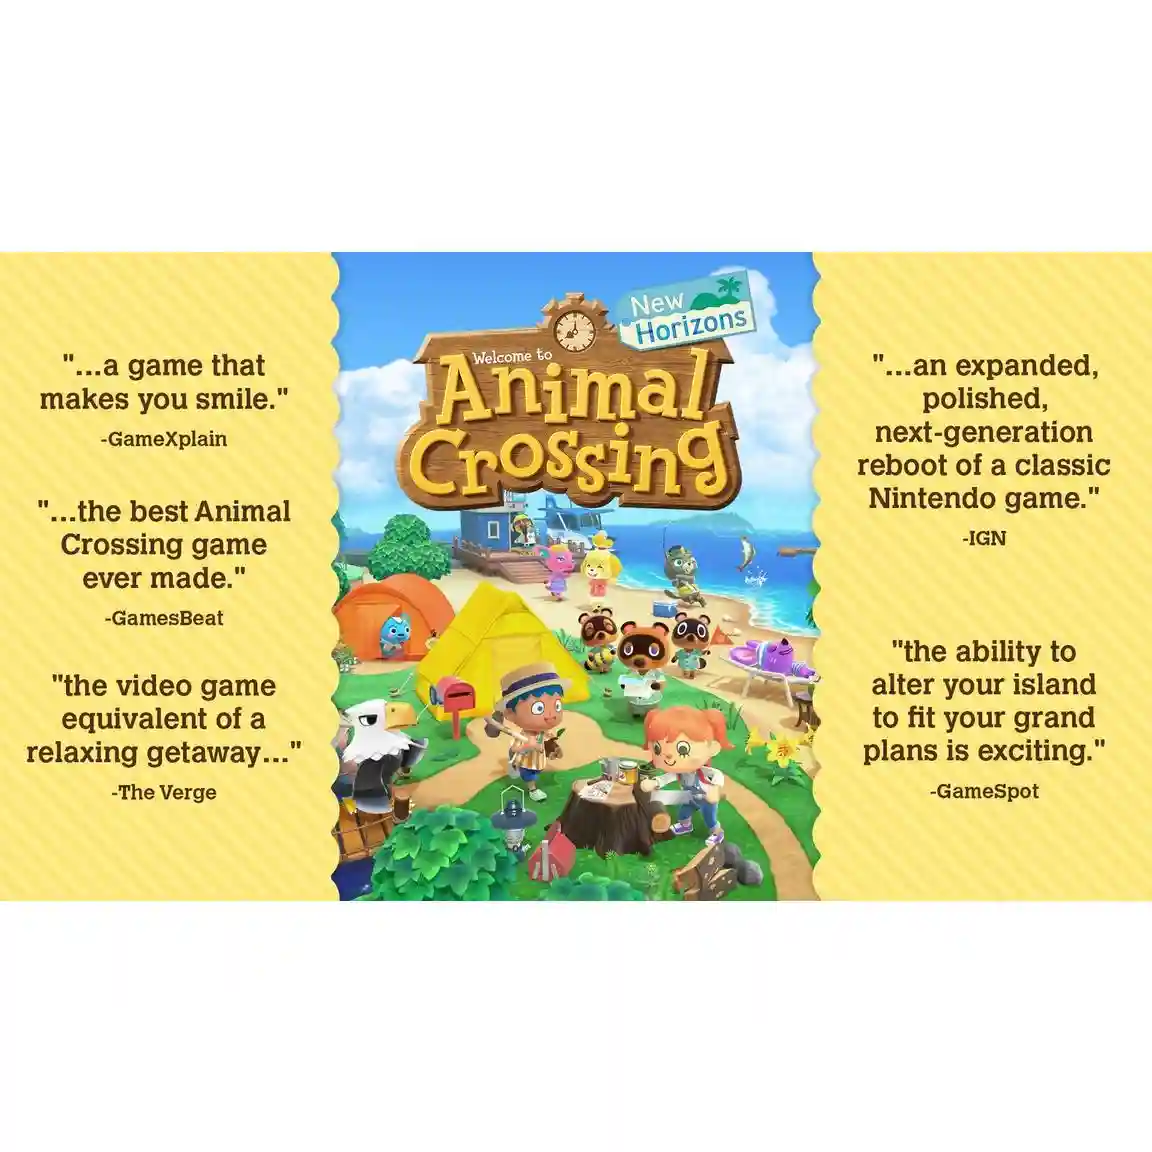 "...a game that
makes you smile."
-GameXplain
"...the best Animal
Crossing game
ever made."
-GamesBeat
"the video game
equivalent of a
relaxing getaway..."
-The Verge
New
Horizons
Welcome to
Animal
Crossing
"...an expanded,
polished,
next-generation
reboot of a classic
Nintendo game."
-IGN
"the ability to
alter your island
to fit your grand
plans is exciting."
-GameSpot